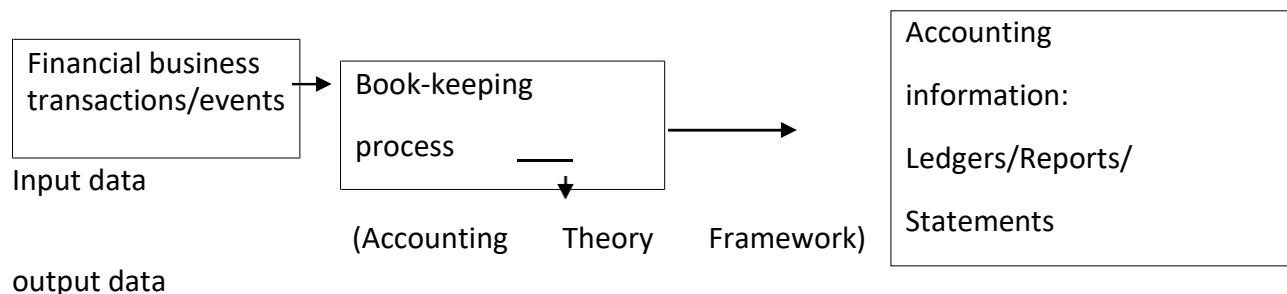 Financial business
transactions/events
Input data
Book-keeping
process
(Accounting Theory Framework)
Accounting
information:
Ledgers/Reports/
Statements
output data